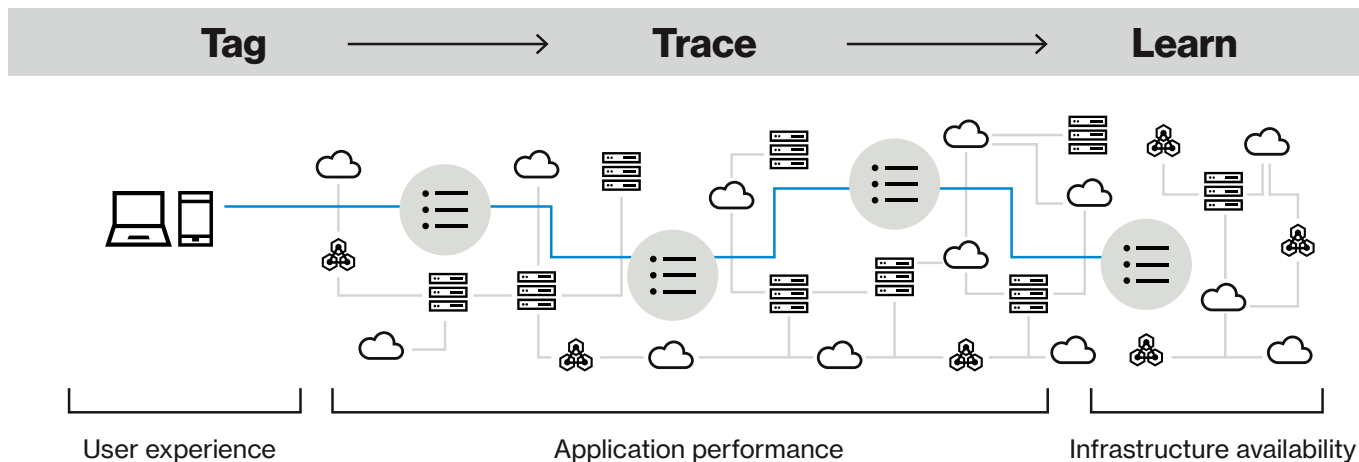 Tag Trace Learn
User experience Application performance Infrastructure availability